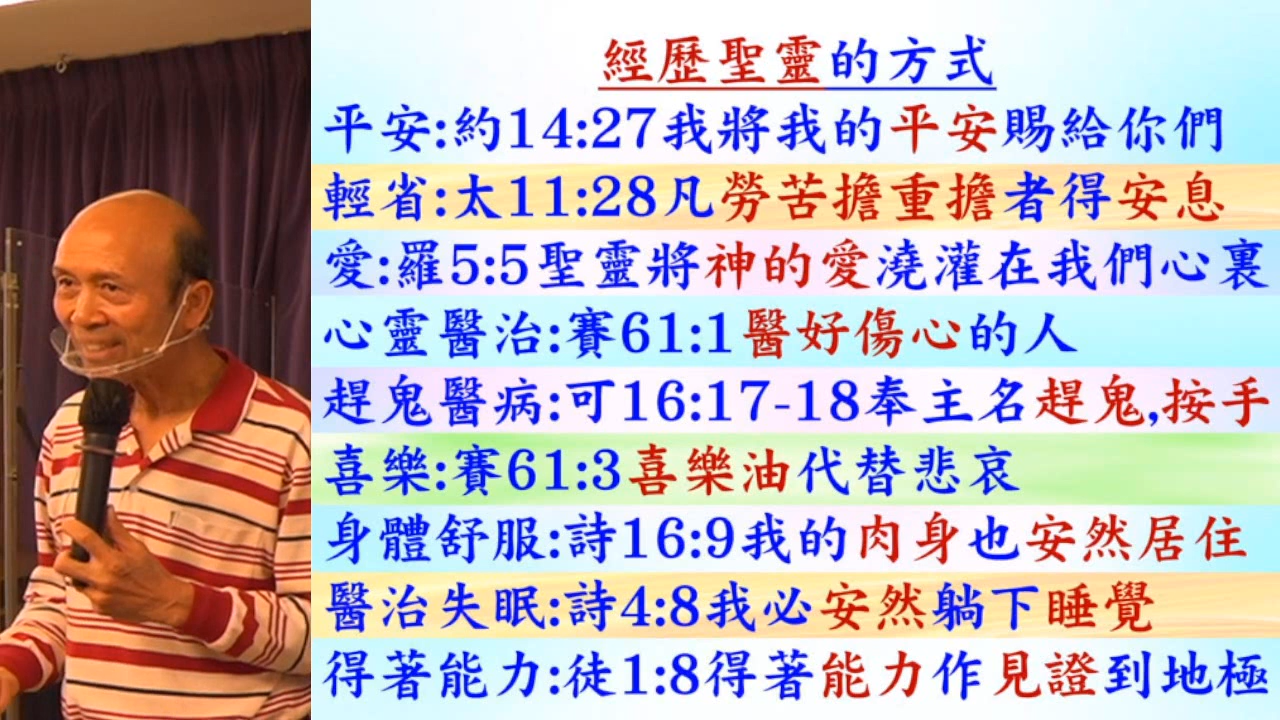 經歷聖靈的方式
平安:約14:27我將我的平安賜給你們
輕省:太11:28凡勞苦擔重擔者得安息
愛:羅5:5聖靈將神的愛澆灌在我們心裏
心靈醫治:賽61:1醫好傷心的人
趕鬼醫病:可16:17-18奉主名趕鬼,按手
喜樂:賽61:3喜樂油代替悲哀
身體舒服:詩16:9我的肉身也安然居住
醫治失眠:詩4:8我必安然躺下睡覺
得著能力:徒1:8得著能力作見證到地極